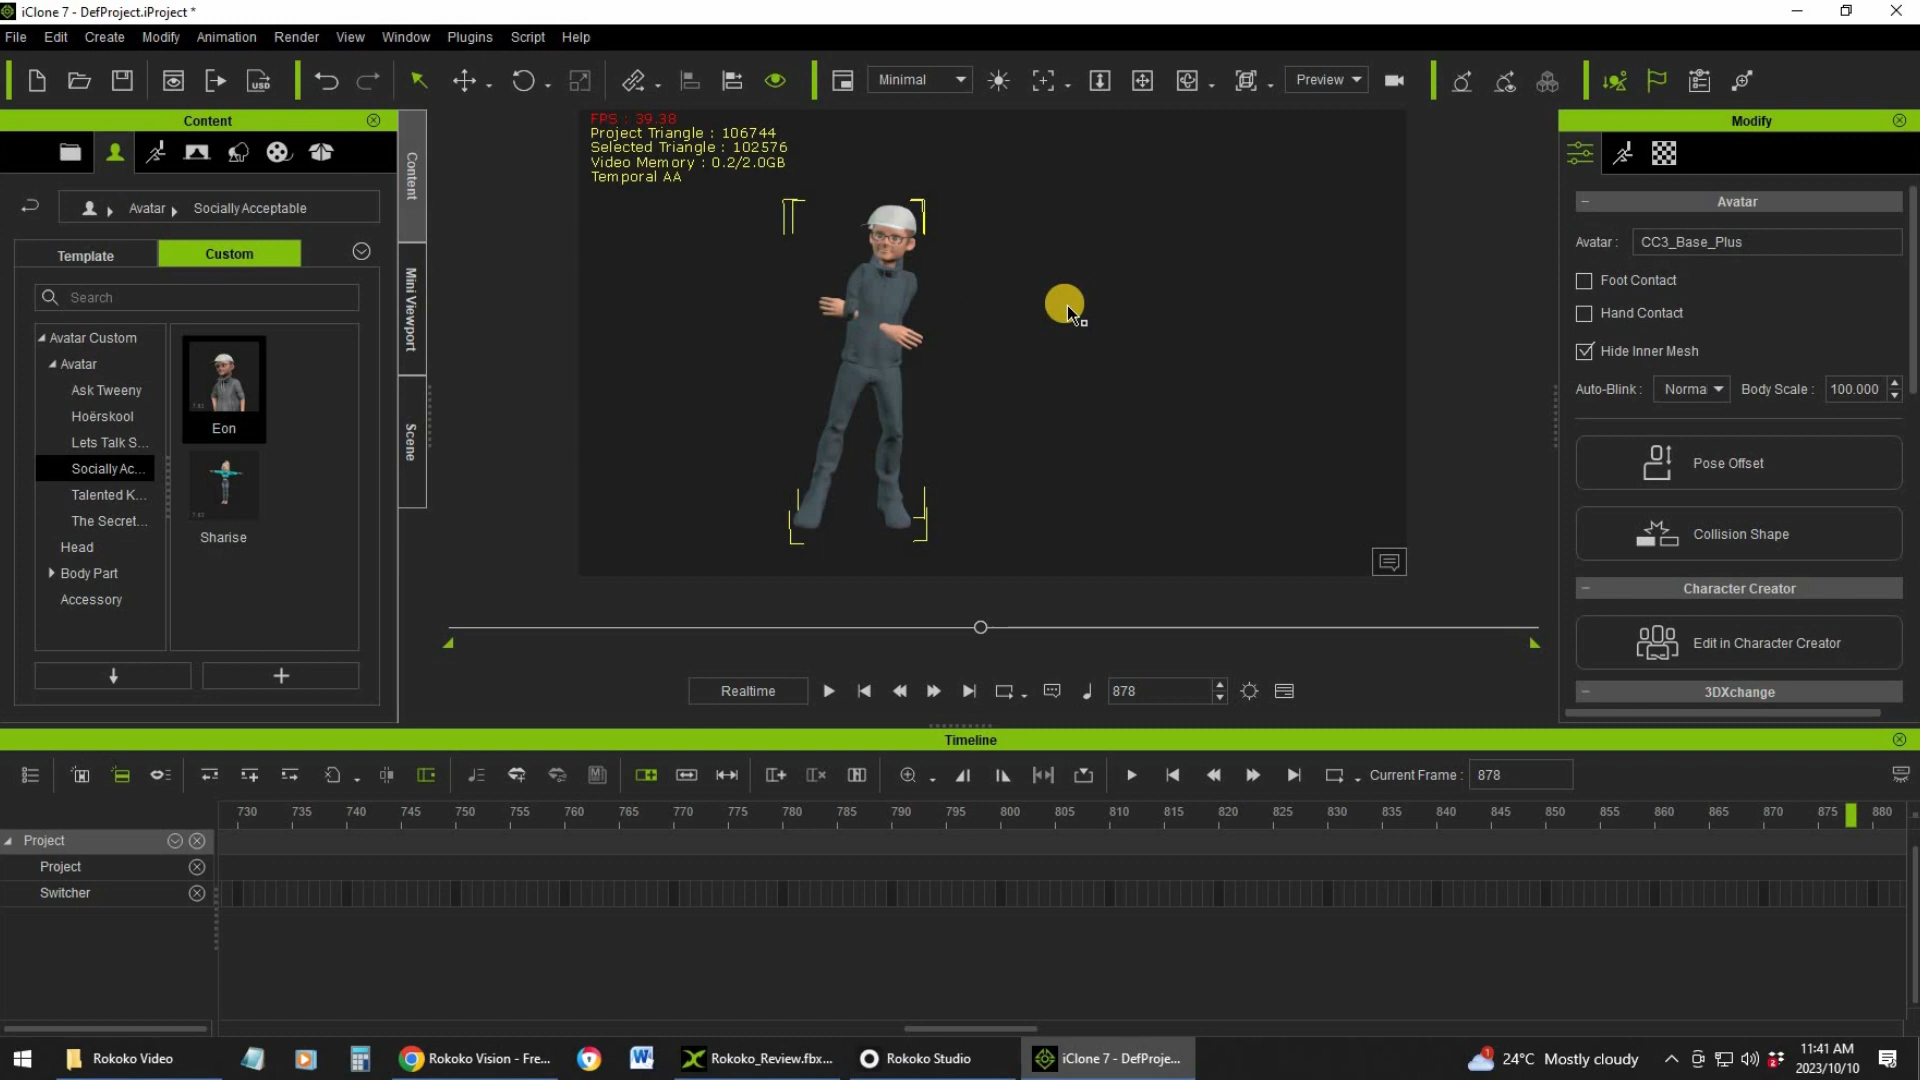 iClone 7 - DefProject.iProject *
File Edit Create Modify Animation Render View Window Plugins Script Help
USD
Minimal
Preview
Content
FPS : 39.38
Project Triangle : 106744
Selected Triangle : 102576
Video Memory : 0.2/2.0GB
Temporal AA
Modify
Avatar Socially Acceptable
Avatar
Template Custom
Avatar : CC3_Base_Plus
Foot Contact
Search
Hand Contact
Avatar Custom
Avatar
Ask Tweeny
Hoërskool
Lets Talk S...
Socially Ac...
Talented K...
The Secret...
Head
Body Part
Accessory
Eon
Sharise
Content
Mini Viewport
Scene
Hide Inner Mesh
Auto-Blink : Norma Body Scale : 100.000
Pose Offset
Collision Shape
Character Creator
Edit in Character Creator
3DXchange
Realtime 878
Timeline
Current Frame : 878
730 735 740 745 750 755 760 765 770 775 780 785 790 795 800 805 810 815 820 825 830 835 840 845 850 855 860 865 870 875 880
Project
Project
Switcher
Rokoko Video
Rokoko Vision - Fre...
Rokoko_Review.fbx...
Rokoko Studio
iClone 7 - DefProje...
24°C Mostly cloudy
11:41 AM
2023/10/10